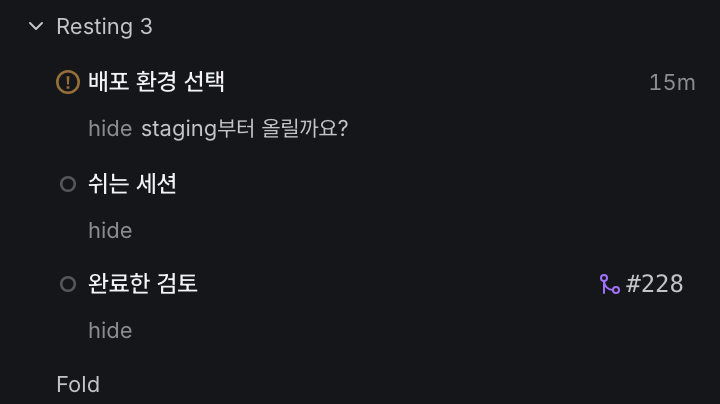 Resting 3
배포 환경 선택 15m
hide staging부터 올릴까요?
쉬는 세션
hide
완료한 검토 #228
hide
Fold